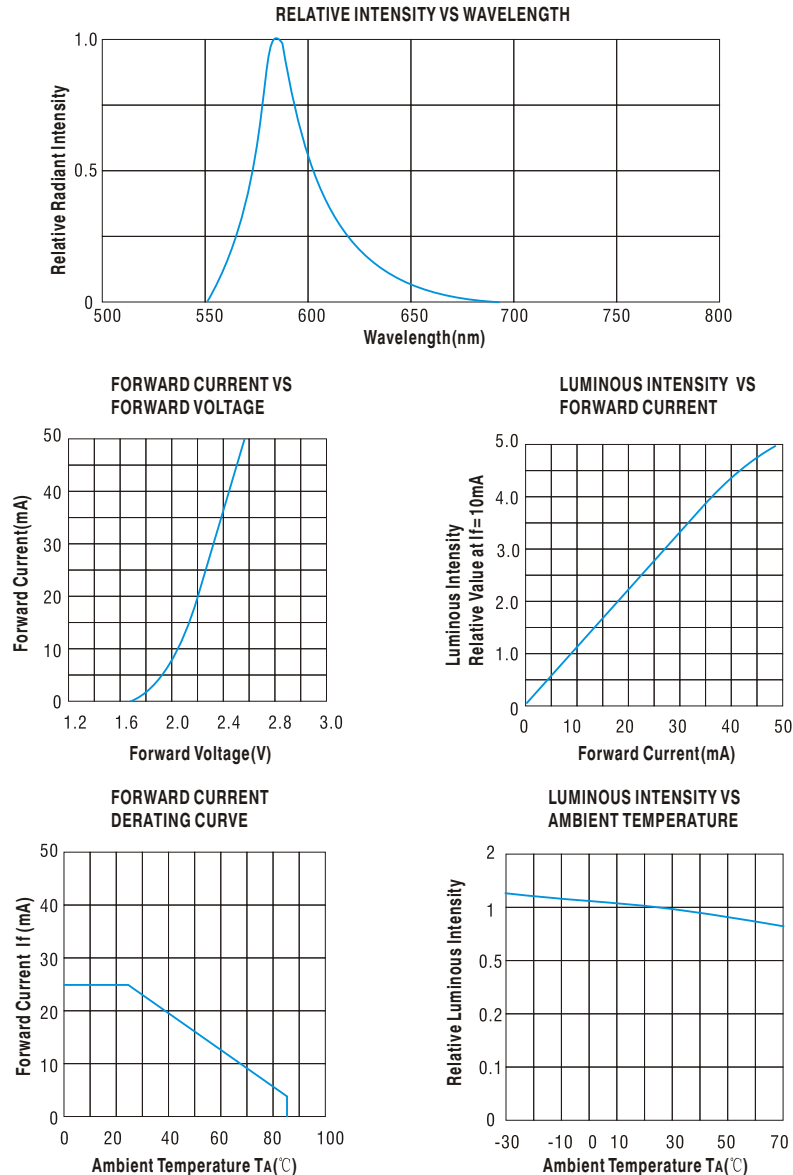 RELATIVE INTENSITY VS WAVELENGTH
Relative Radiant Intensity
1.0
0.5
0
500 550 600 650 700 750 800
Wavelength(nm)
FORWARD CURRENT VS
FORWARD VOLTAGE
Forward Current(mA)
50
40
30
20
10
0
1.2 1.6 2.0 2.4 2.8 3.0
Forward Voltage(V)
LUMINOUS INTENSITY VS
FORWARD CURRENT
Luminous Intensity
Relative Value at If=10mA
5.0
4.0
3.0
2.0
1.0
0
0 10 20 30 40 50
Forward Current(mA)
FORWARD CURRENT
DERATING CURVE
Forward Current If (mA)
50
40
30
20
10
0
0 20 40 60 80 100
Ambient Temperature TA(℃)
LUMINOUS INTENSITY VS
AMBIENT TEMPERATURE
Relative Luminous Intensity
2
1
0.5
0.2
0.1
0
-30 -10 0 10 30 50 70
Ambient Temperature TA(℃)